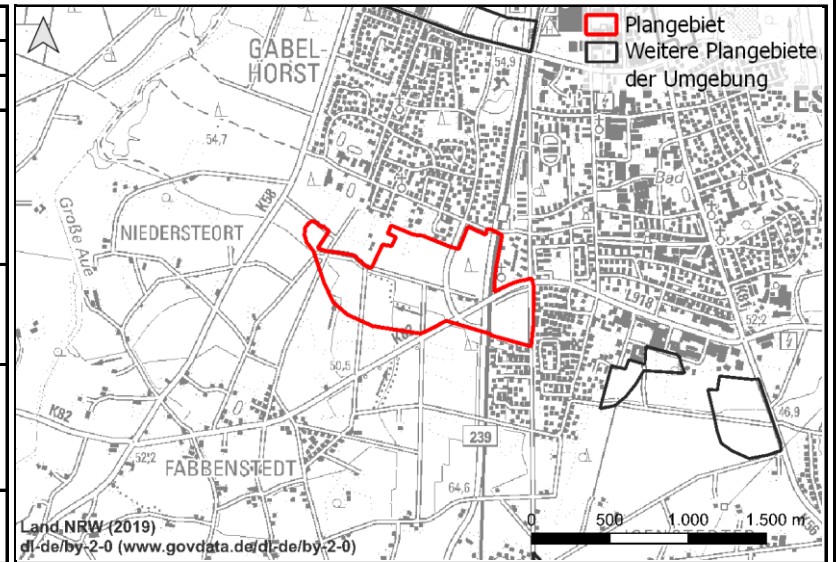 Plangebiet
Weitere Plangebiete
der Umgebung
GABEL-
HORST
54,9
54,7
Bad
Große Aue
K58
NIEDERSTEORT
L918
52,2
50,5
K82
46,9
239
52,2
FABBENSTEDT
64,6
Land NRW (2019)
dl-de/by-2-0 (www.govdata.de/dl-de/by-2-0)
0 500 1.000 1.500 m